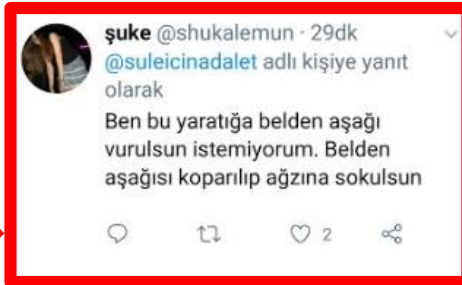 şuke @shukalemun · 29dk
@suleicinadalet adlı kişiye yanıt
olarak
Ben bu yaratığa belden aşağı
vurulsun istemiyorum. Belden
aşağısı koparılıp ağzına sokulsun
2